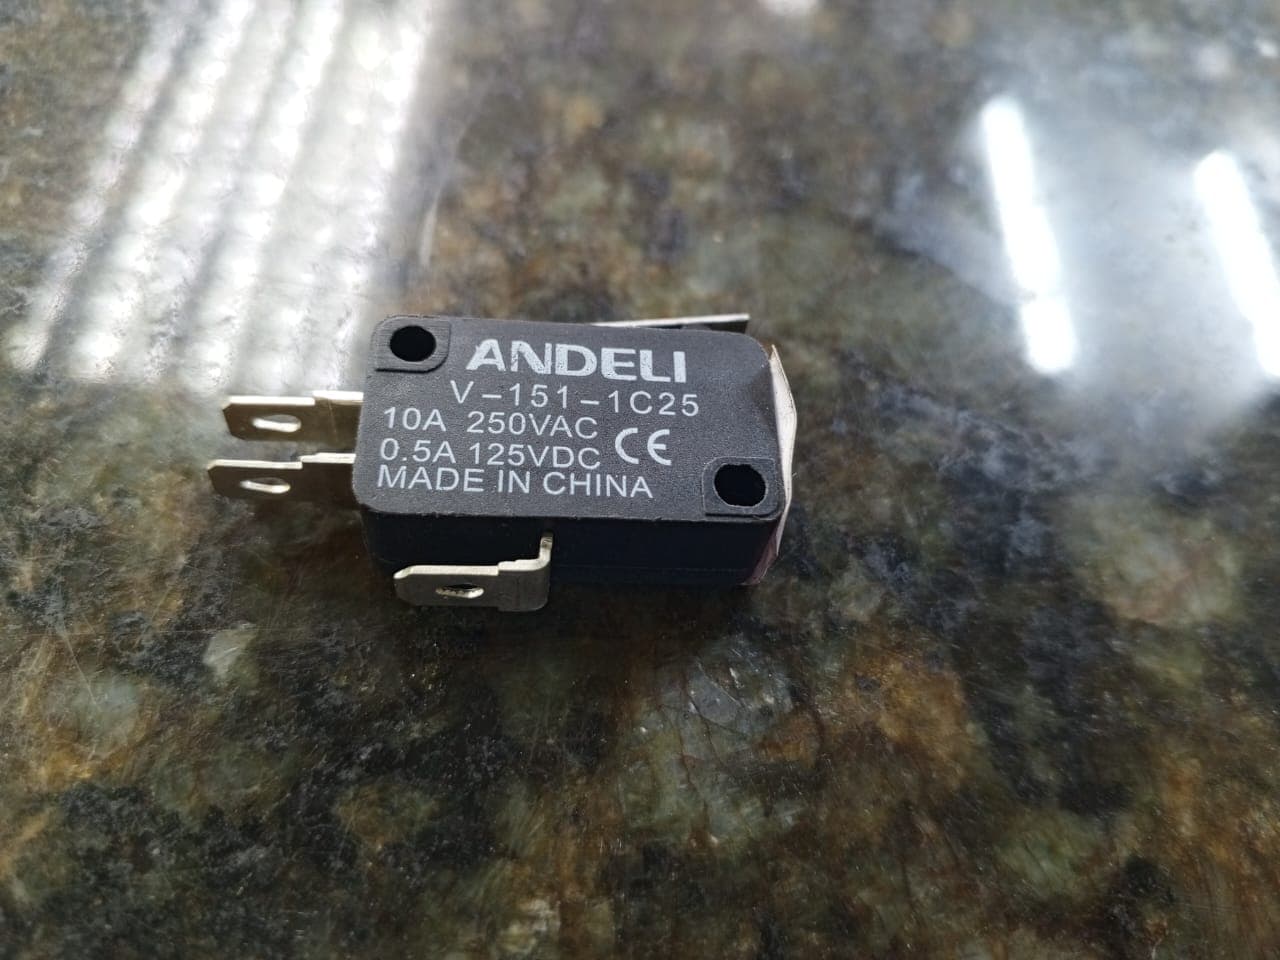 ANDELI
V-151-1C25
10A 250VAC
0.5A 125VDC CE
MADE IN CHINA